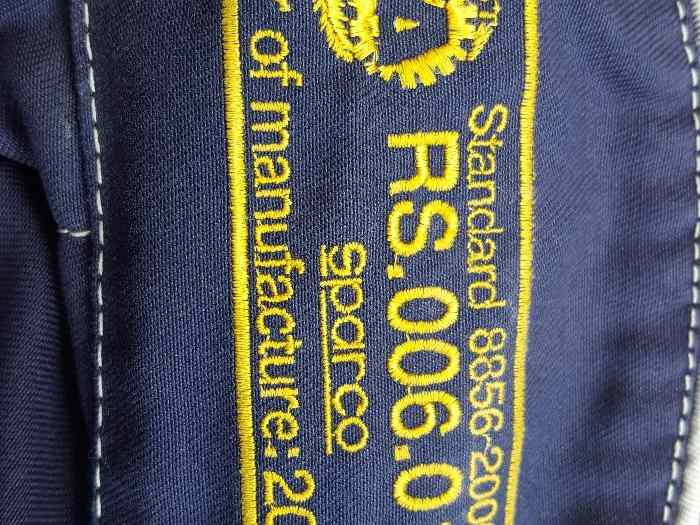 Standard 8856-200
RS.006.0
sparco
of manufacture: 20